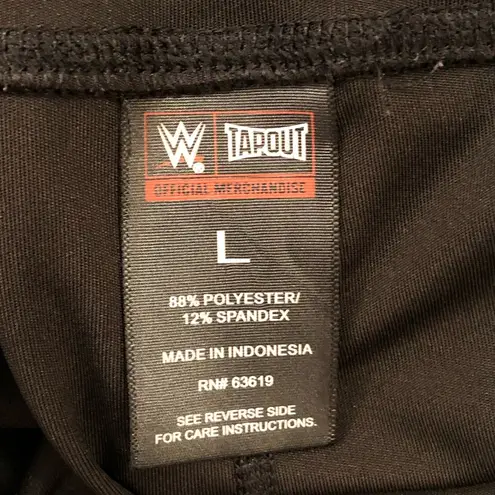 W TAPOUT
OFFICIAL MERCHANDISE
L
88% POLYESTER/
12% SPANDEX
MADE IN INDONESIA
RN# 63619
SEE REVERSE SIDE
FOR CARE INSTRUCTIONS.